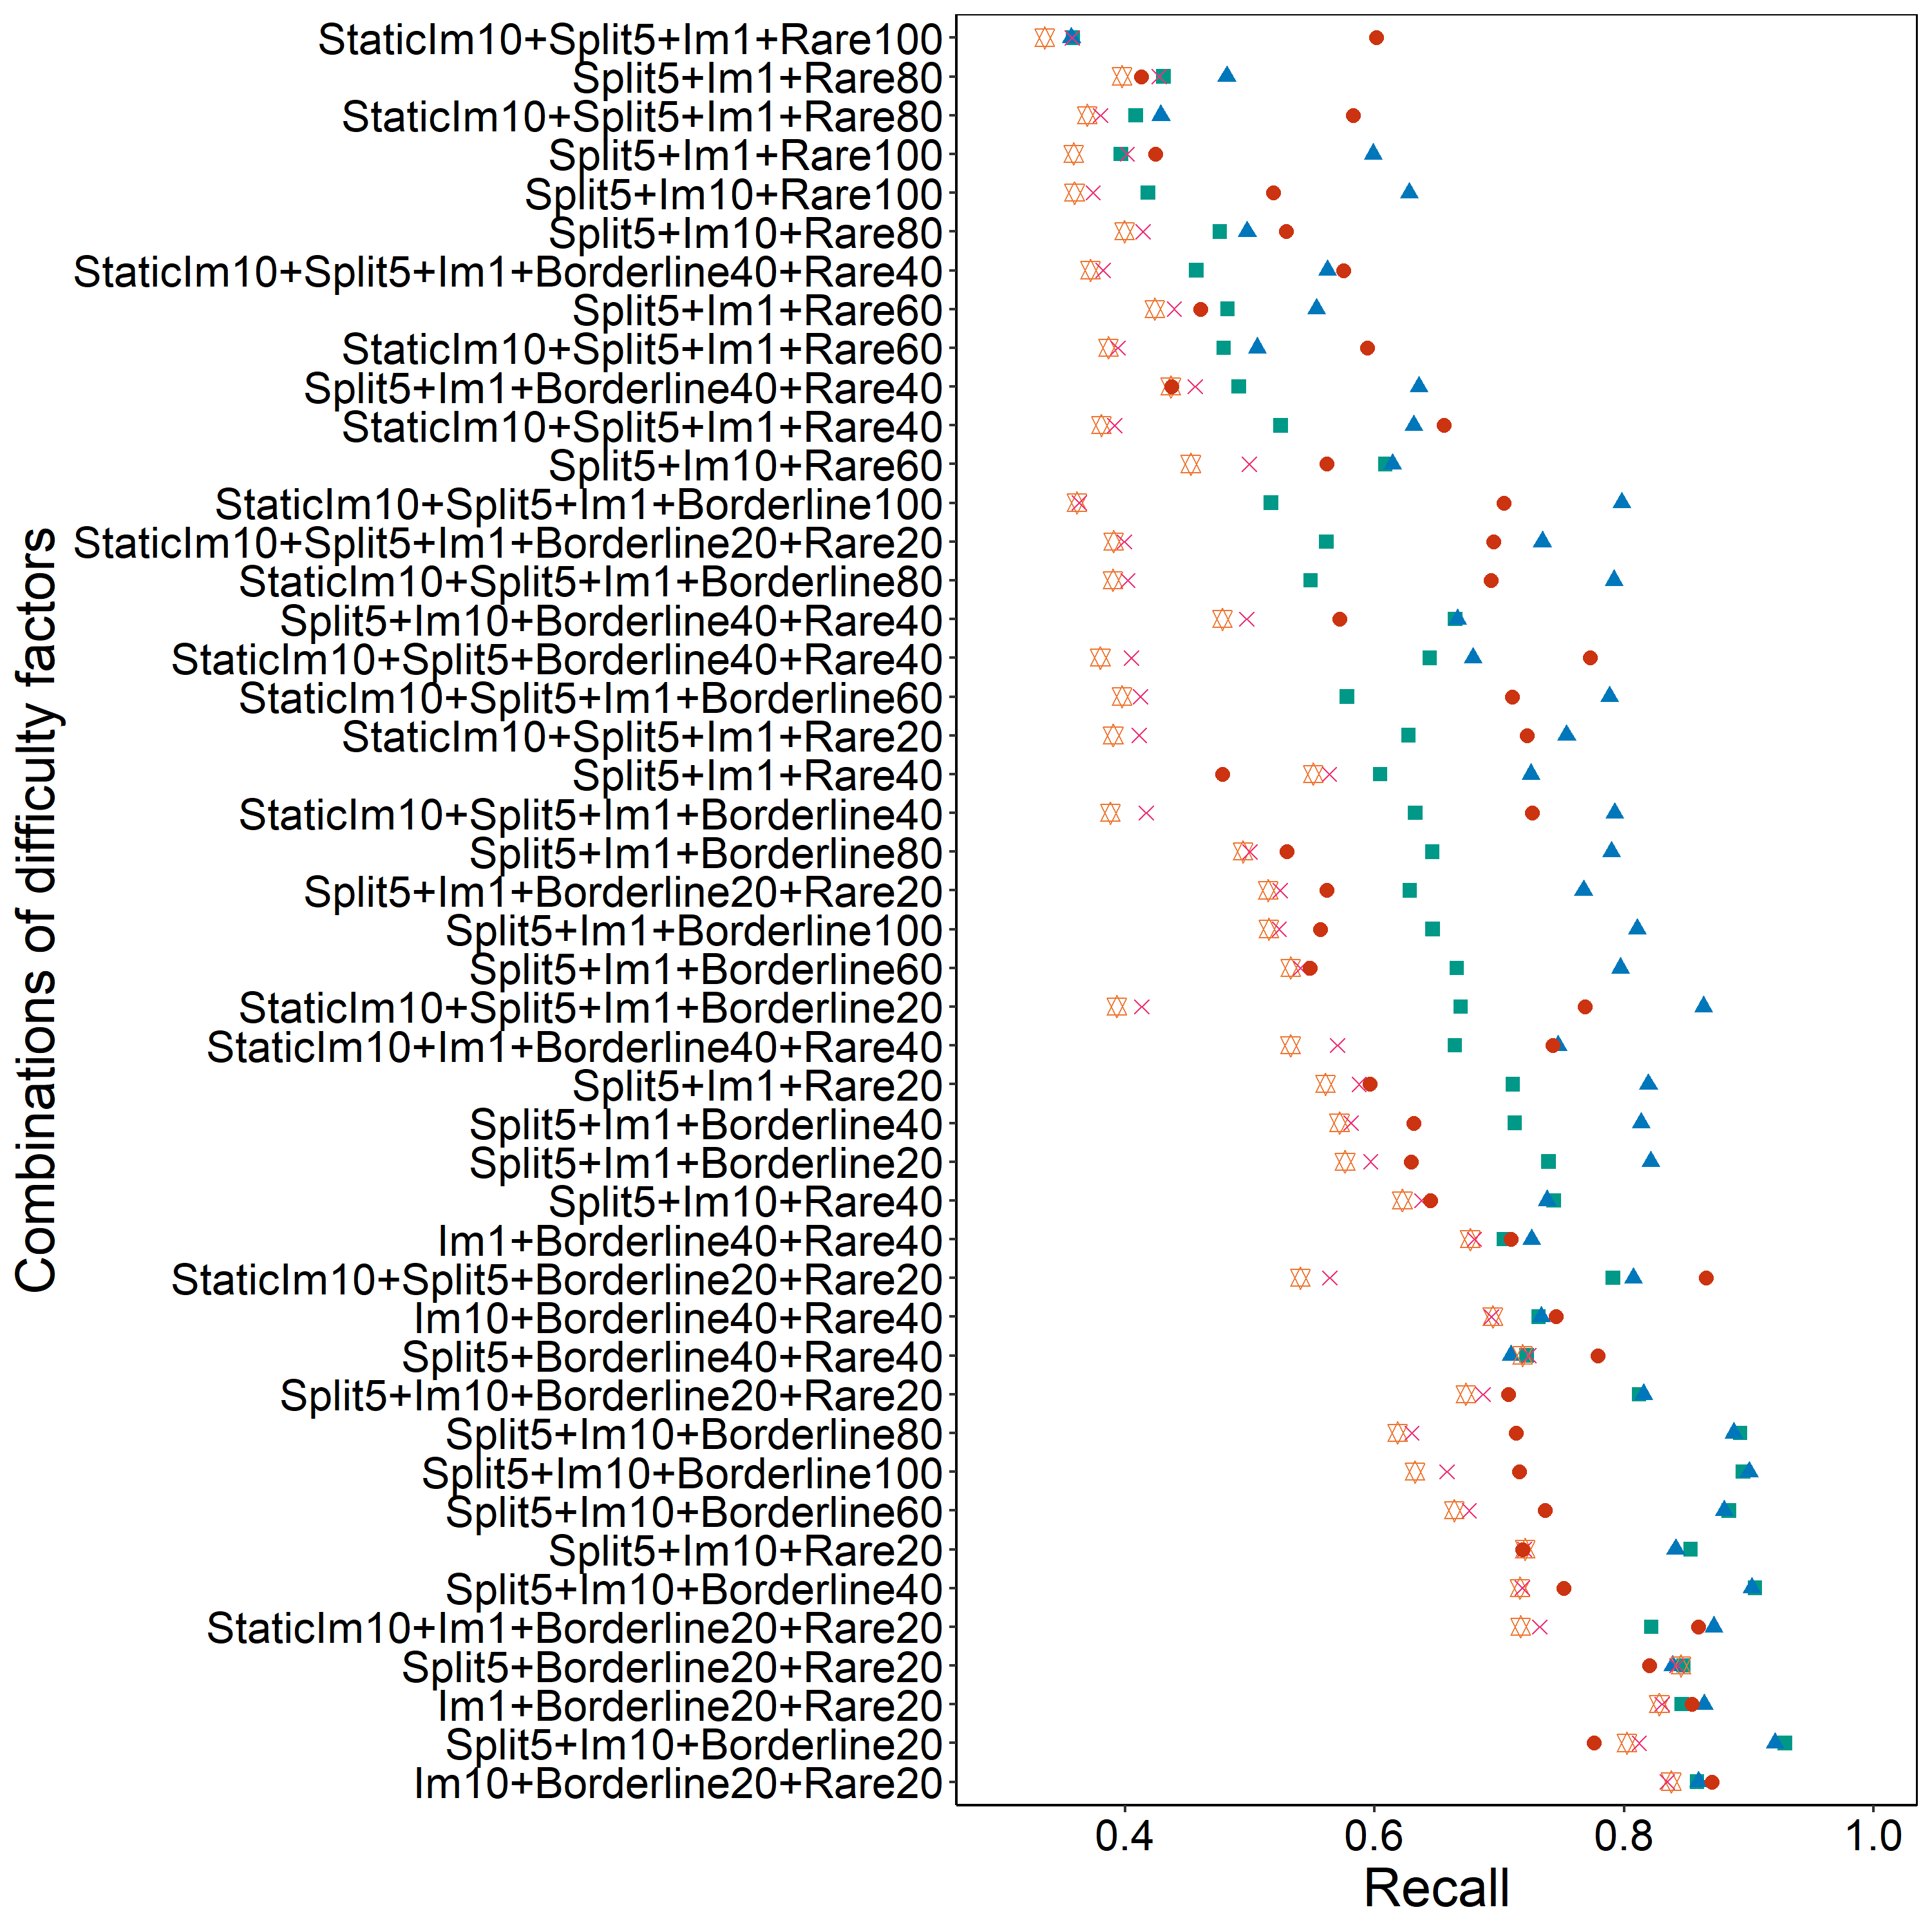 StaticIm10+Split5+Im1+Rare100
Split5+Im1+Rare80
StaticIm10+Split5+Im1+Rare80
Split5+Im1+Rare100
Split5+Im10+Rare100
Split5+Im10+Rare80
StaticIm10+Split5+Im1+Borderline40+Rare40
Split5+Im1+Rare60
StaticIm10+Split5+Im1+Rare60
Split5+Im1+Borderline40+Rare40
StaticIm10+Split5+Im1+Rare40
Split5+Im10+Rare60
StaticIm10+Split5+Im1+Borderline100
StaticIm10+Split5+Im1+Borderline20+Rare20
StaticIm10+Split5+Im1+Borderline80
Split5+Im10+Borderline40+Rare40
StaticIm10+Split5+Borderline40+Rare40
StaticIm10+Split5+Im1+Borderline60
StaticIm10+Split5+Im1+Rare20
Split5+Im1+Rare40
StaticIm10+Split5+Im1+Borderline40
Split5+Im1+Borderline80
Split5+Im1+Borderline20+Rare20
Split5+Im1+Borderline100
Split5+Im1+Borderline60
StaticIm10+Split5+Im1+Borderline20
StaticIm10+Im1+Borderline40+Rare40
Split5+Im1+Rare20
Split5+Im1+Borderline40
Split5+Im1+Borderline20
Split5+Im10+Rare40
Im1+Borderline40+Rare40
StaticIm10+Split5+Borderline20+Rare20
Im10+Borderline40+Rare40
Split5+Borderline40+Rare40
Split5+Im10+Borderline20+Rare20
Split5+Im10+Borderline80
Split5+Im10+Borderline100
Split5+Im10+Borderline60
Split5+Im10+Rare20
Split5+Im10+Borderline40
StaticIm10+Im1+Borderline20+Rare20
Split5+Borderline20+Rare20
Im1+Borderline20+Rare20
Split5+Im10+Borderline20
Im10+Borderline20+Rare20
Combinations of difficulty factors
0.4 0.6 0.8 1.0
Recall